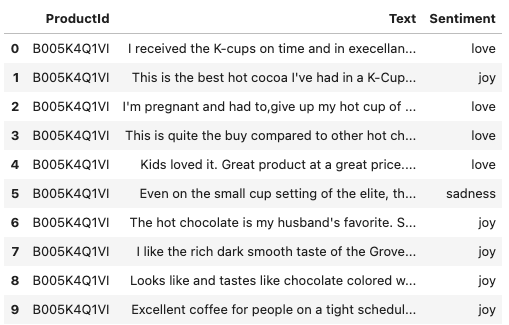 ProductId Text Sentiment
0 B005K4Q1VI I received the K-cups on time and in execellan... love
1 B005K4Q1VI This is the best hot cocoa I've had in a K-Cup... joy
2 B005K4Q1VI I'm pregnant and had to,give up my hot cup of ... love
3 B005K4Q1VI This is quite the buy compared to other hot ch... love
4 B005K4Q1VI Kids loved it. Great product at a great price.... love
5 B005K4Q1VI Even on the small cup setting of the elite, th... sadness
6 B005K4Q1VI The hot chocolate is my husband's favorite. S... joy
7 B005K4Q1VI I like the rich dark smooth taste of the Grove... joy
8 B005K4Q1VI Looks like and tastes like chocolate colored w... joy
9 B005K4Q1VI Excellent coffee for people on a tight schedul... joy